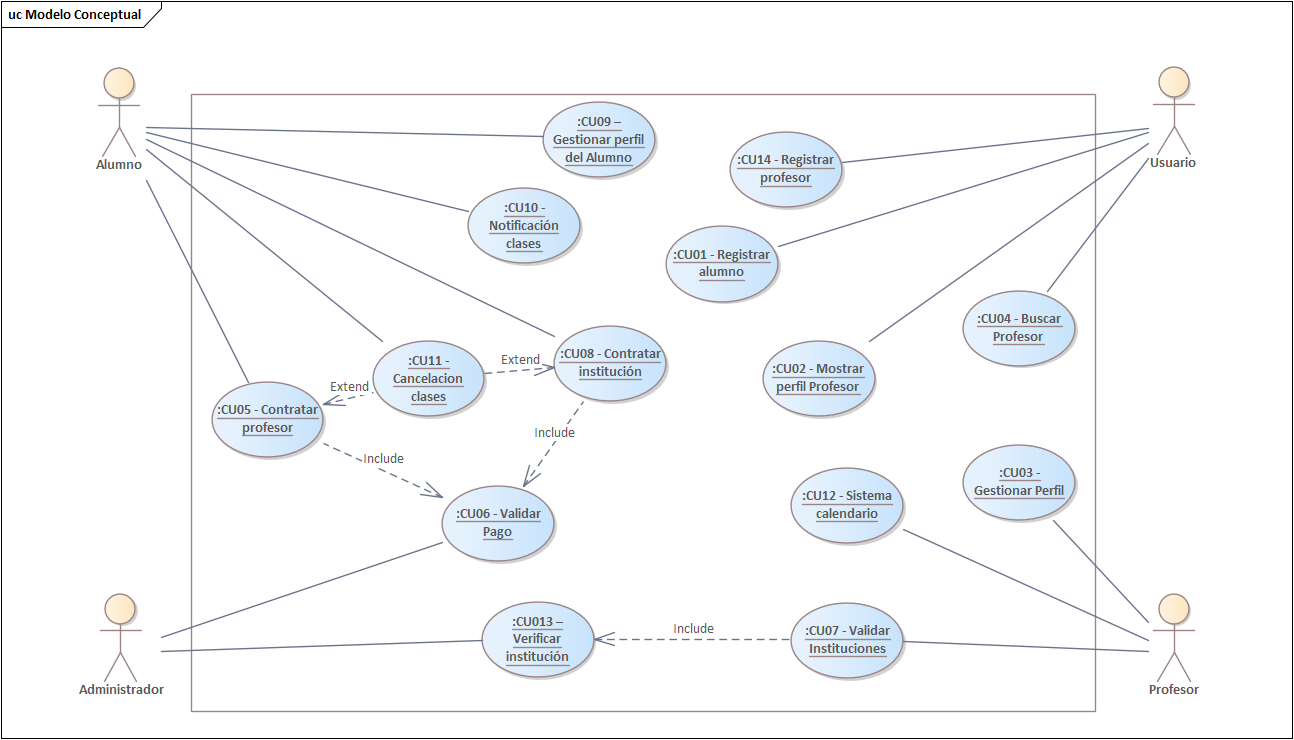 uc Modelo Conceptual
Alumno
Usuario
:CU09 –
Gestionar perfil
del Alumno
:CU14 - Registrar
profesor
:CU10 -
Notificación
clases
:CU01 - Registrar
alumno
:CU04 - Buscar
Profesor
:CU11 -
Cancelacion
clases
Extend
:CU08 - Contratar
institución
:CU02 - Mostrar
perfil Profesor
Extend
:CU05 - Contratar
profesor
Include
Include
:CU03 -
Gestionar Perfil
:CU12 - Sistema
calendario
:CU06 - Validar
Pago
:CU013 –
Verificar
institución
Include
:CU07 - Validar
Instituciones
Administrador
Profesor